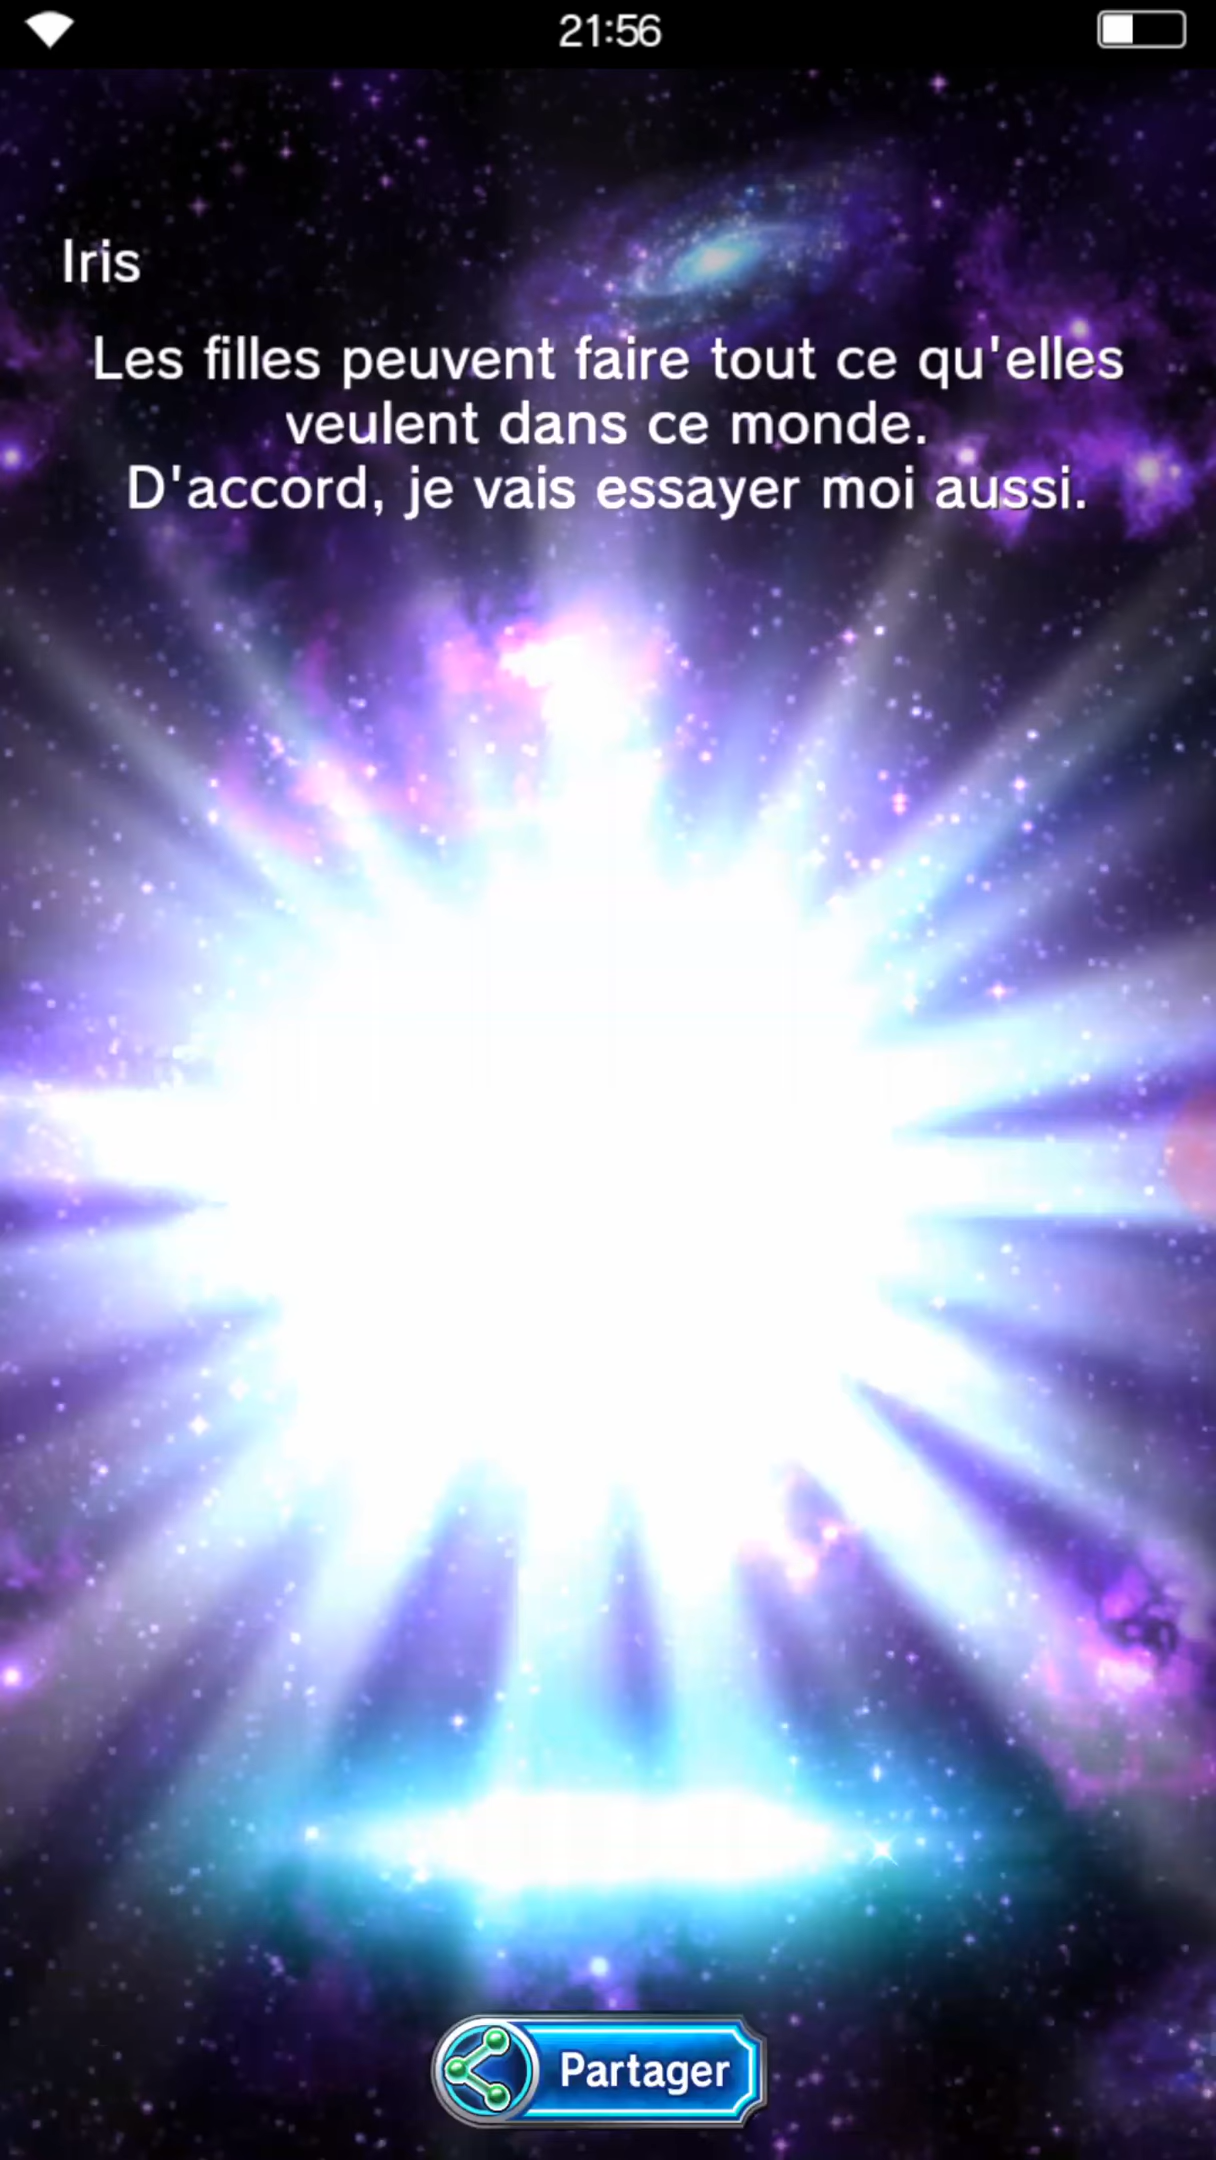 21:56
Iris
Les filles peuvent faire tout ce qu'elles
veulent dans ce monde.
D'accord, je vais essayer moi aussi.
Partager